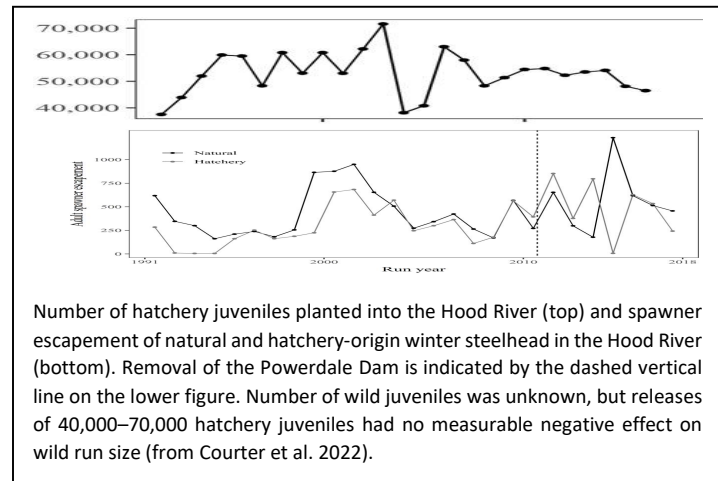 70,000
60,000
50,000
40,000
1000
750
500
250
0
Natural
Hatchery
Adult spawner escapement
1991
2000
2010
2018
Run year
Number of hatchery juveniles planted into the Hood River (top) and spawner
escapement of natural and hatchery-origin winter steelhead in the Hood River
(bottom). Removal of the Powerdale Dam is indicated by the dashed vertical
line on the lower figure. Number of wild juveniles was unknown, but releases
of 40,000–70,000 hatchery juveniles had no measurable negative effect on
wild run size (from Courter et al. 2022).